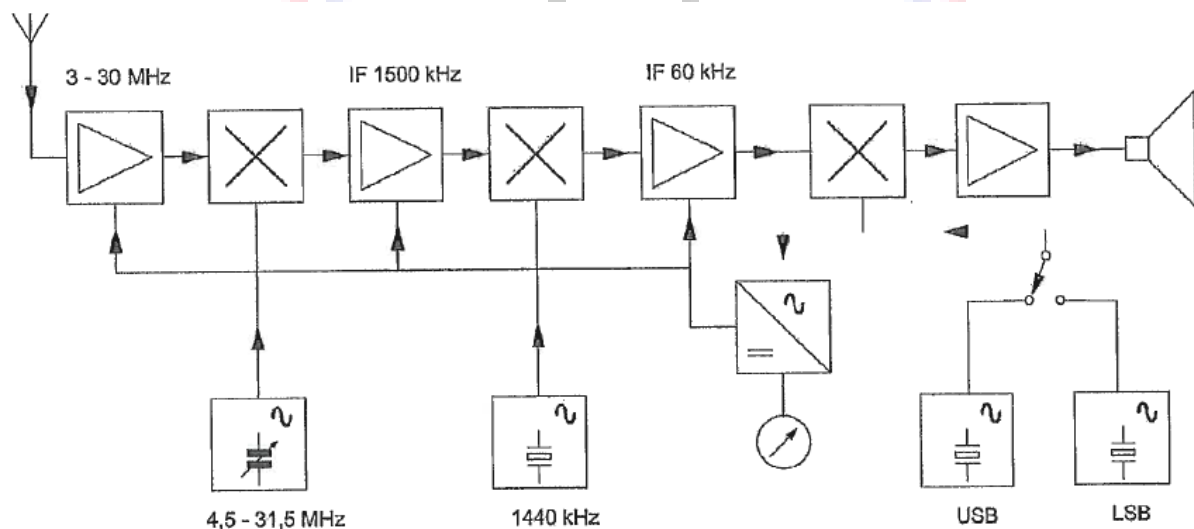 3 - 30 MHz
IF 1500 kHz
IF 60 kHz
4,5 - 31,5 MHz
1440 kHz
USB
LSB